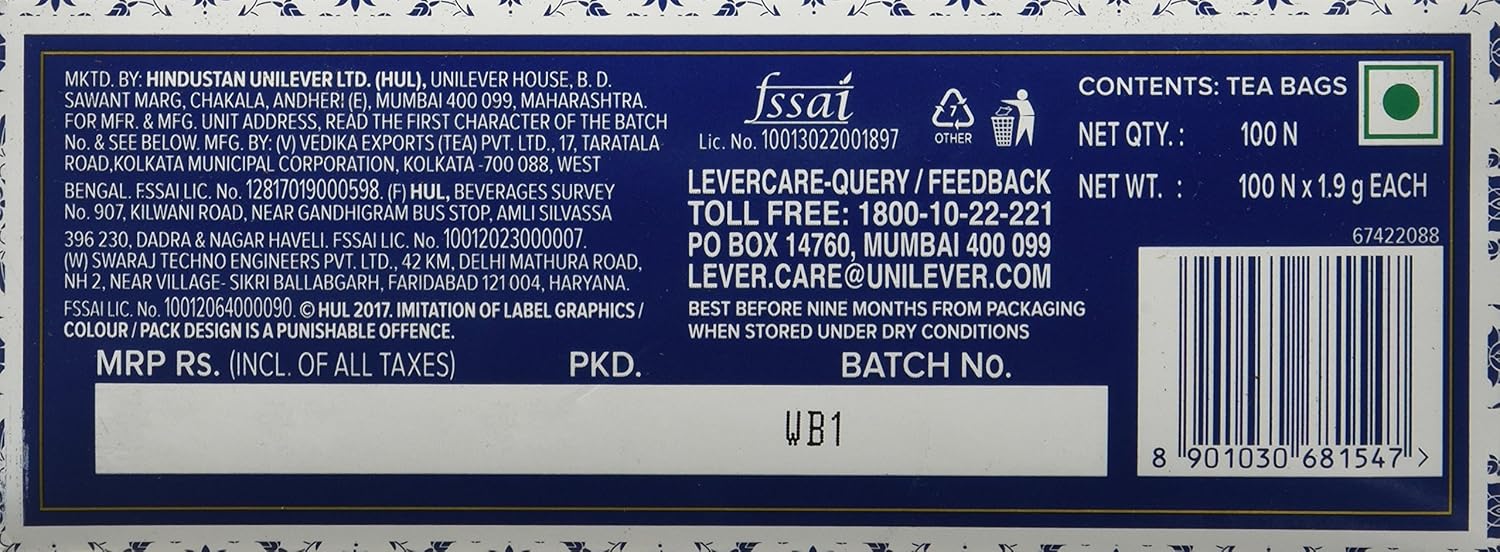 MKTD. BY: HINDUSTAN UNILEVER LTD. (HUL), UNILEVER HOUSE, B. D.
SAWANT MARG, CHAKALA, ANDHERI (E), MUMBAI 400 099, MAHARASHTRA.
FOR MFR. & MFG. UNIT ADDRESS, READ THE FIRST CHARACTER OF THE BATCH
No. & SEE BELOW. MFG. BY: (V) VEDIKA EXPORTS (TEA) PVT. LTD., 17, TARATALA
ROAD,KOLKATA MUNICIPAL CORPORATION, KOLKATA -700 088, WEST
BENGAL. FSSAI LIC. No. 12817019000598. (F) HUL, BEVERAGES SURVEY
No. 907, KILWANI ROAD, NEAR GANDHIGRAM BUS STOP, AMLI SILVASSA
396 230, DADRA & NAGAR HAVELI. FSSAI LIC. No. 10012023000007.
(W) SWARAJ TECHNO ENGINEERS PVT. LTD., 42 KM, DELHI MATHURA ROAD,
NH 2, NEAR VILLAGE- SIKRI BALLABGARH, FARIDABAD 121 004, HARYANA.
FSSAI LIC. No. 10012064000090. © HUL 2017. IMITATION OF LABEL GRAPHICS /
COLOUR / PACK DESIGN IS A PUNISHABLE OFFENCE.
fssai
Lic. No. 10013022001897
7
OTHER
LEVERCARE-QUERY / FEEDBACK
TOLL FREE: 1800-10-22-221
PO BOX 14760, MUMBAI 400 099
LEVER.CARE@UNILEVER.COM
BEST BEFORE NINE MONTHS FROM PACKAGING
WHEN STORED UNDER DRY CONDITIONS
CONTENTS: TEA BAGS
NET QTY. : 100 N
NET WT. : 100 N x 1.9 g EACH
67422088
8 901030 681547 >
MRP Rs. (INCL. OF ALL TAXES) PKD. BATCH No.
WB1